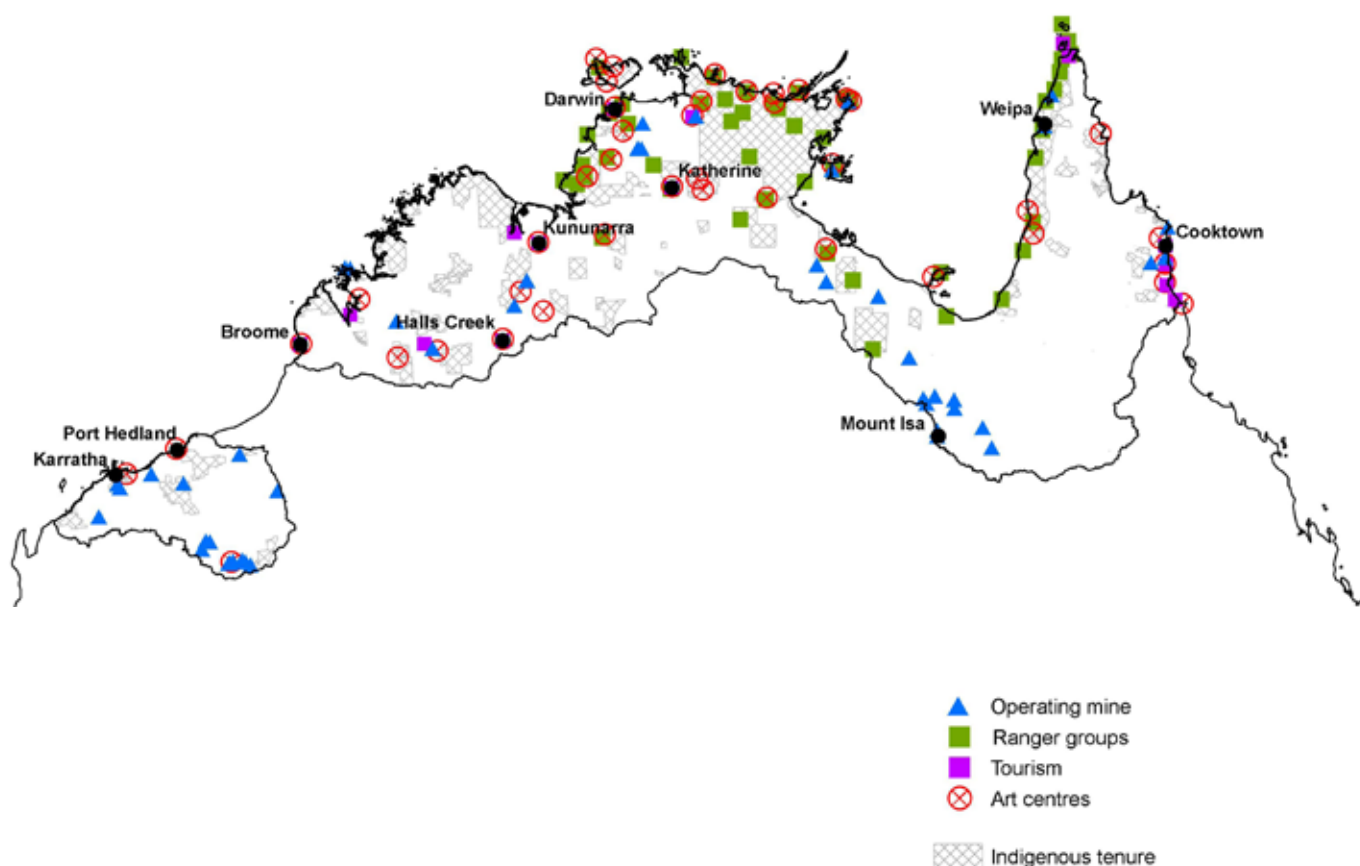 Darwin
Weipa
Katherine
Kununarra
Cooktown
Broome
Halls Creek
Port Hedland
Mount Isa
Karratha
Operating mine
Ranger groups
Tourism
Art centres
Indigenous tenure